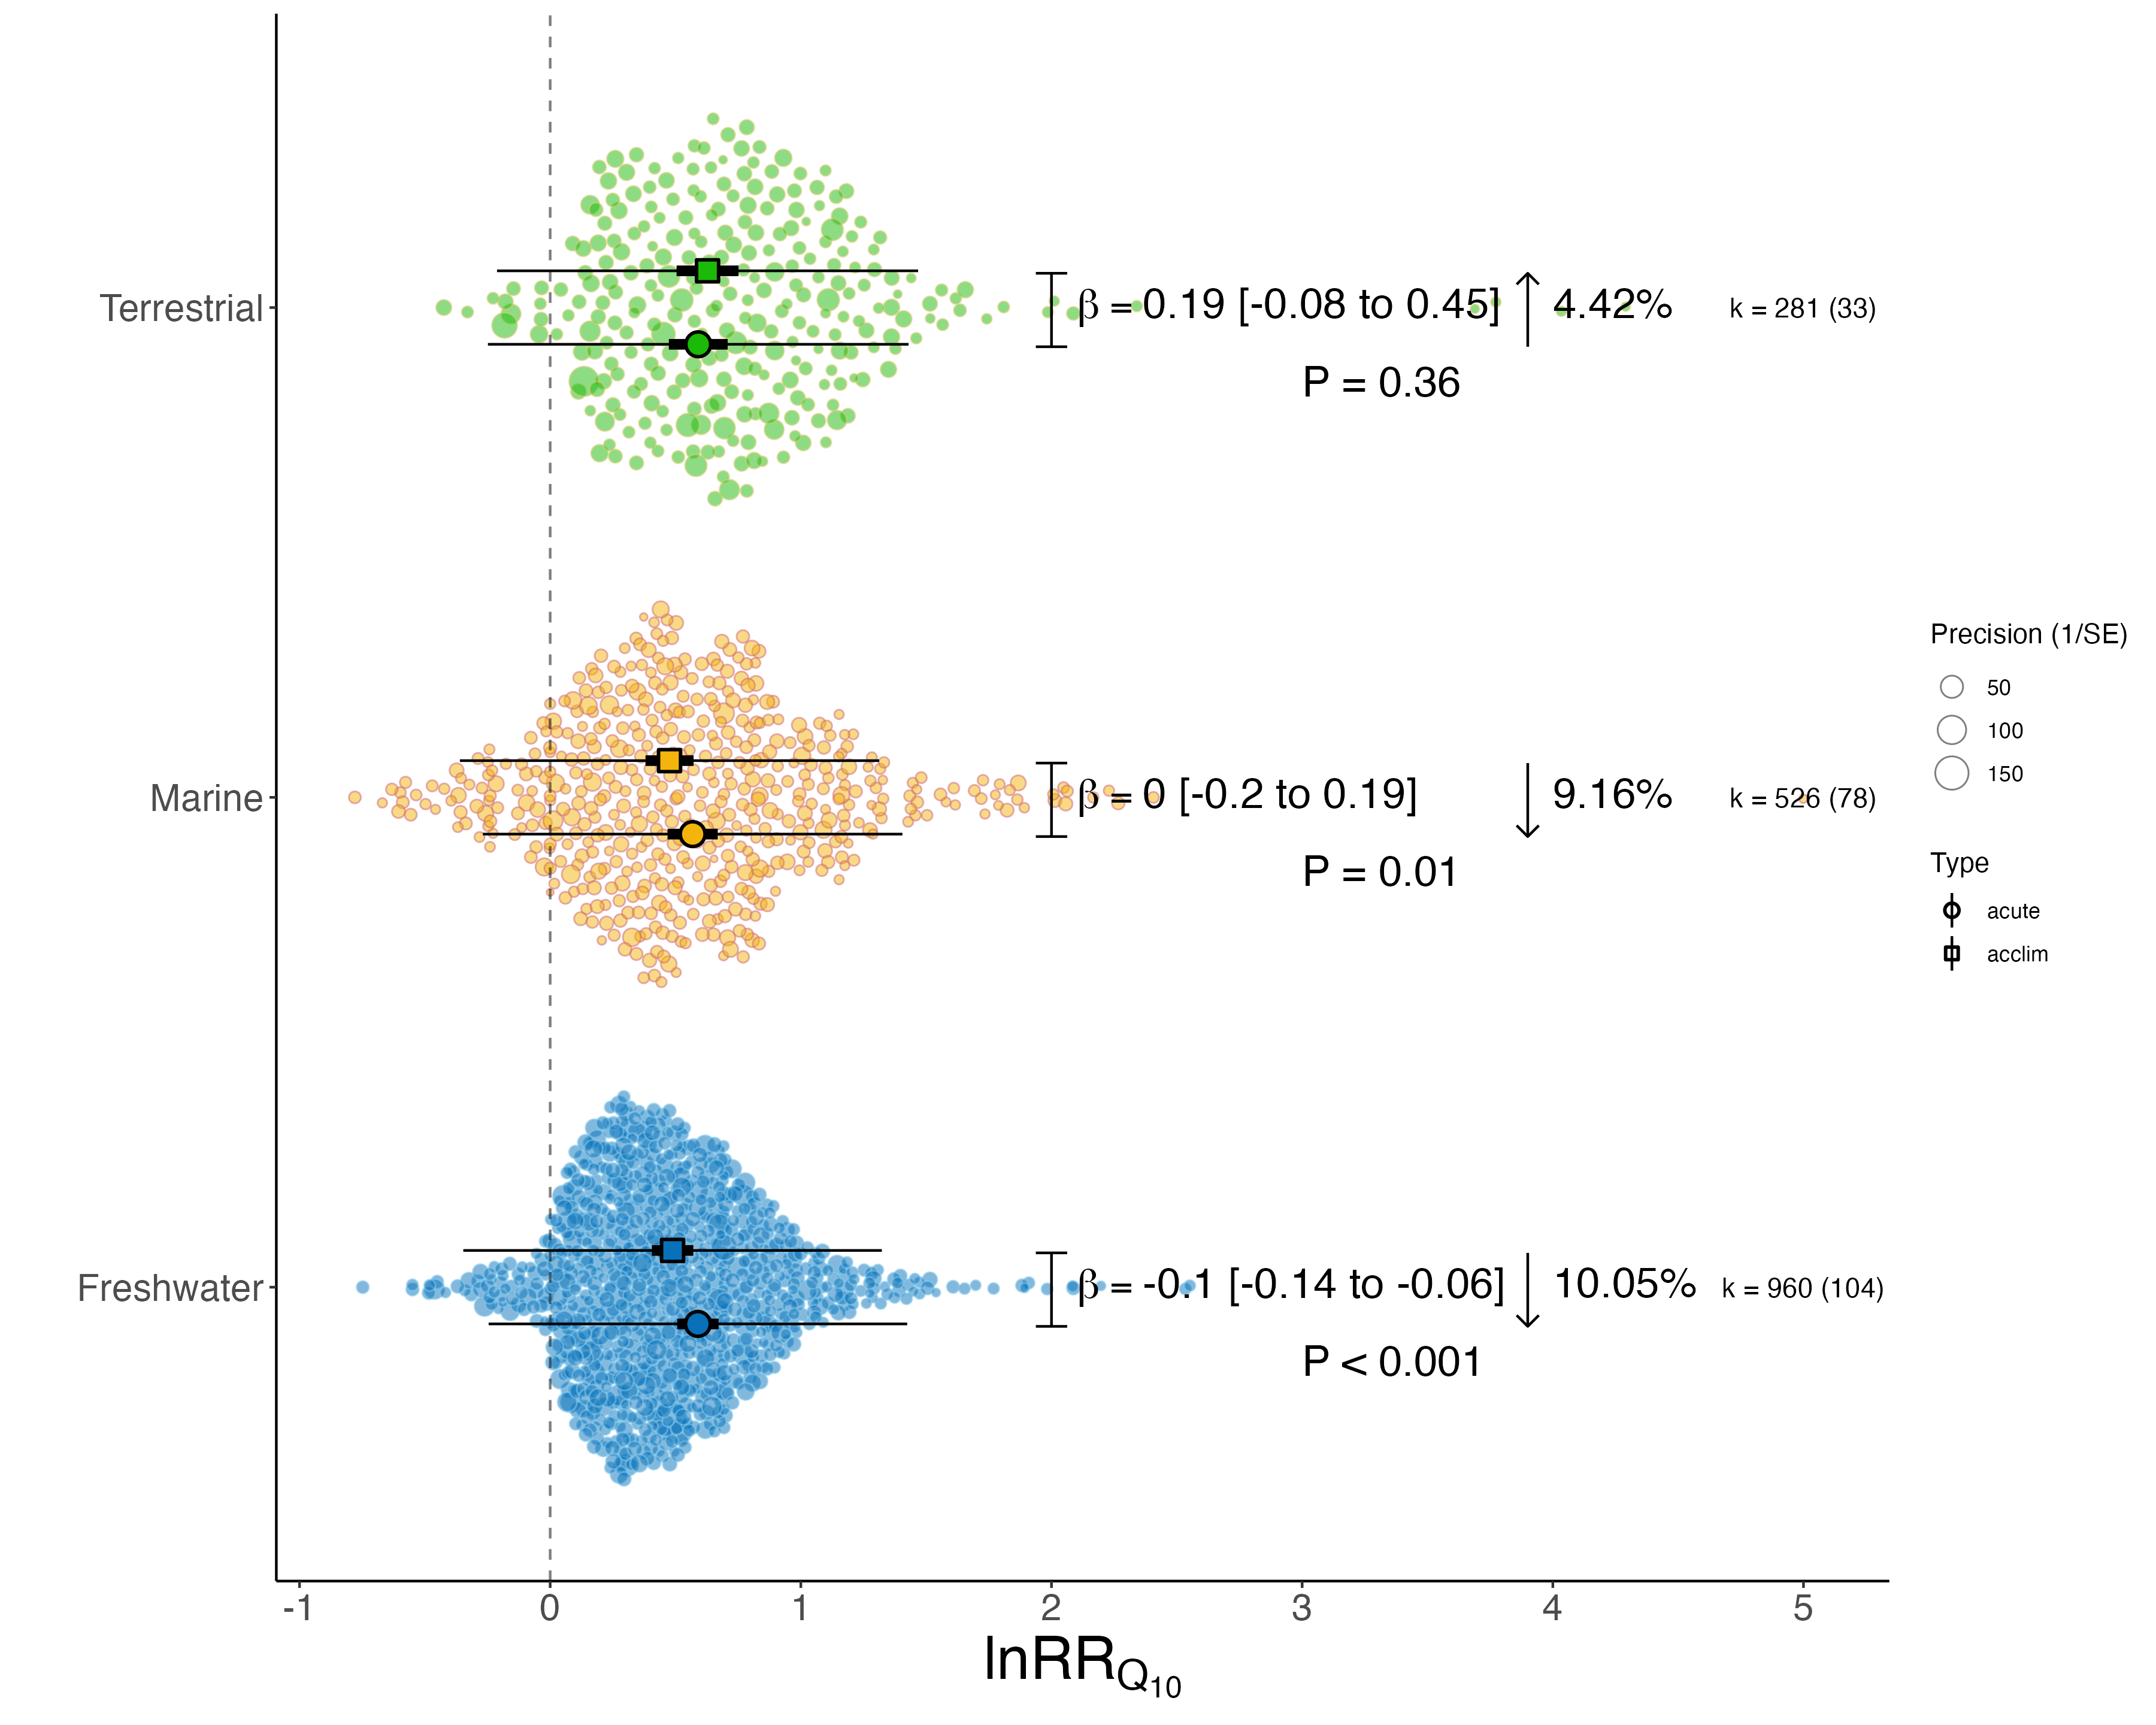 Terrestrial
β = 0.19 [-0.08 to 0.45]
4.42%
k = 281 (33)
P = 0.36
Marine
β = 0 [-0.2 to 0.19]
9.16%
k = 526 (78)
P = 0.01
Freshwater
β = -0.1 [-0.14 to -0.06]
10.05%
k = 960 (104)
P < 0.001
-1 0 1 2 3 4 5
lnRR Q10
Precision (1/SE)
50
100
150
Type
acute
acclim